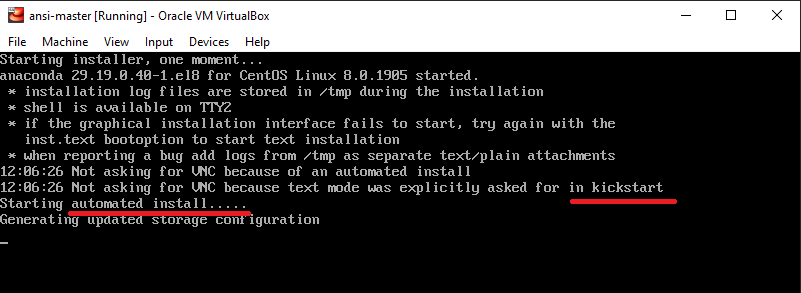 ansi-master [Running] - Oracle VM VirtualBox
File Machine View Input Devices Help
Starting installer, one moment...
anaconda 29.19.0.40-1.el8 for CentOS Linux 8.0.1905 started.
* installation log files are stored in /tmp during the installation
* shell is available on TTY2
* if the graphical installation interface fails to start, try again with the
inst.text bootoption to start text installation
* when reporting a bug add logs from /tmp as separate text/plain attachments
12:06:26 Not asking for VNC because of an automated install
12:06:26 Not asking for VNC because text mode was explicitly asked for in kickstart
Starting automated install.....
Generating updated storage configuration